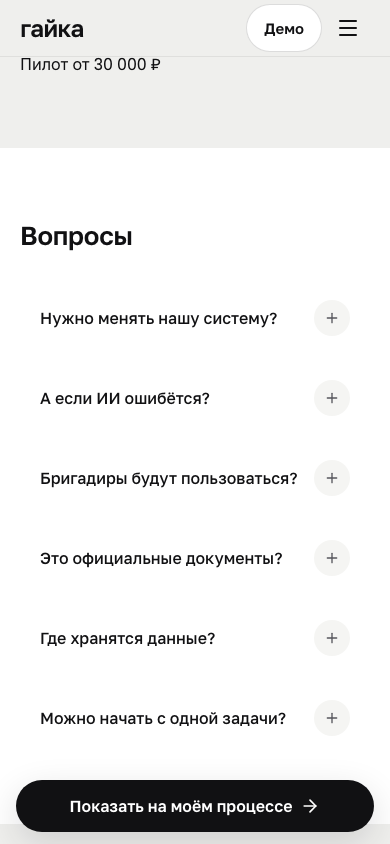 гайка
Демо
Пилот от 30 000 ₽
Вопросы
Нужно менять нашу систему?
А если ИИ ошибётся?
Бригадиры будут пользоваться?
Это официальные документы?
Где хранятся данные?
Можно начать с одной задачи?
Показать на моём процессе →